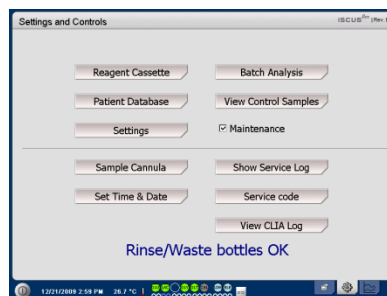 Settings and Controls
ISCUS flex (Rev.
Reagent Cassette
Batch Analysis
Patient Database
View Control Samples
Settings
Maintenance
Sample Cannula
Show Service Log
Set Time & Date
Service code
View CLIA Log
Rinse/Waste bottles OK
12/21/2009 2:59 PM 26.7 °C